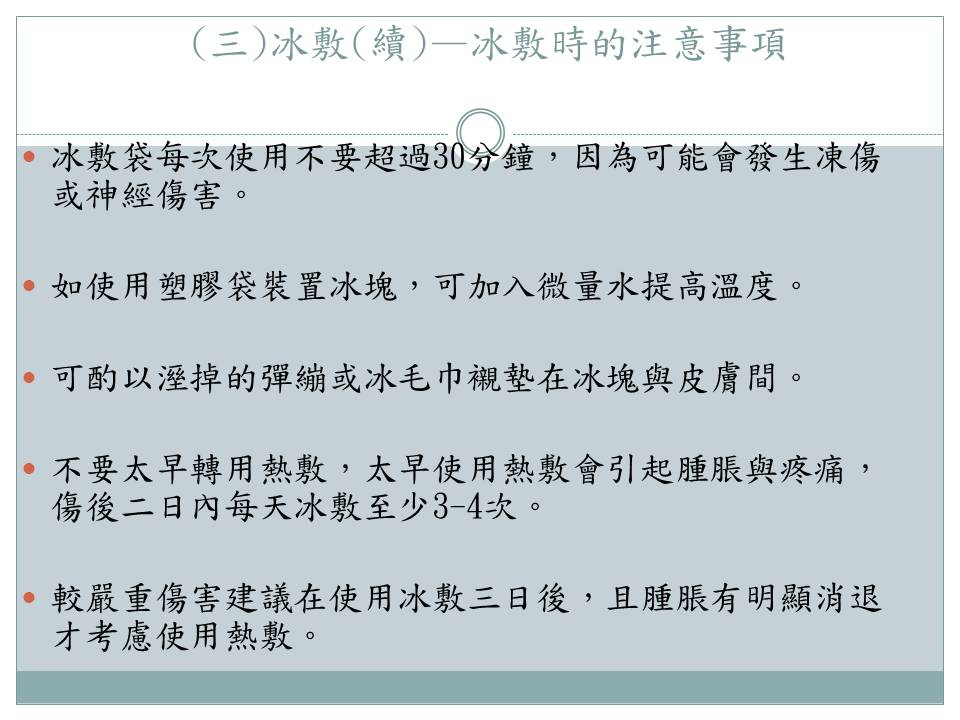 (三)冰敷(續)—冰敷時的注意事項
• 冰敷袋每次使用不要超過30分鐘，因為可能會發生凍傷
或神經傷害。
• 如使用塑膠袋裝置冰塊，可加入微量水提高溫度。
• 可酌以溼掉的彈繃或冰毛巾襯墊在冰塊與皮膚間。
• 不要太早轉用熱敷，太早使用熱敷會引起腫脹與疼痛，
傷後二日內每天冰敷至少3-4次。
• 較嚴重傷害建議在使用冰敷三日後，且腫脹有明顯消退
才考慮使用熱敷。